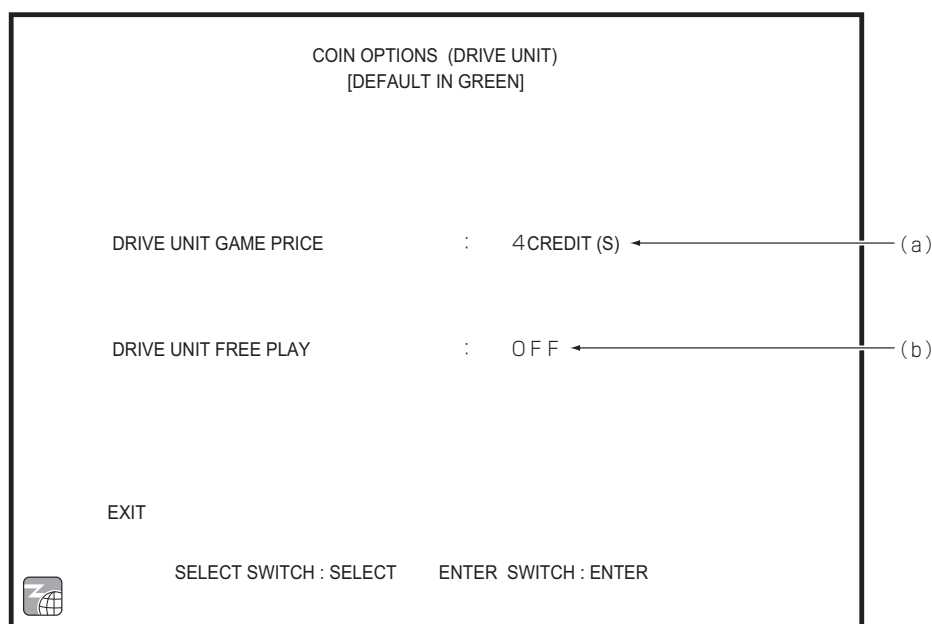 COIN OPTIONS (DRIVE UNIT)
[DEFAULT IN GREEN]
DRIVE UNIT GAME PRICE : 4CREDIT (S) (a)
DRIVE UNIT FREE PLAY : OFF (b)
EXIT
SELECT SWITCH : SELECT ENTER SWITCH : ENTER